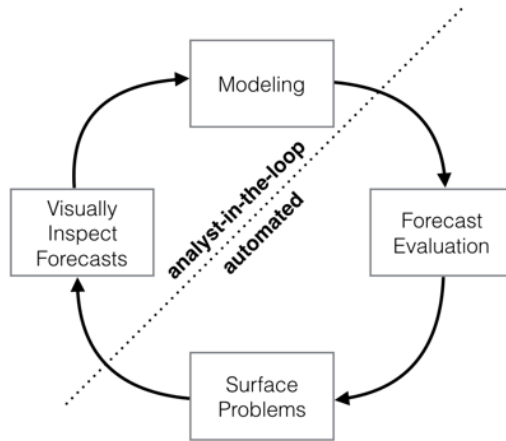 Modeling
analyst-in-the-loop
automated
Visually
Inspect
Forecasts
Forecast
Evaluation
Surface
Problems